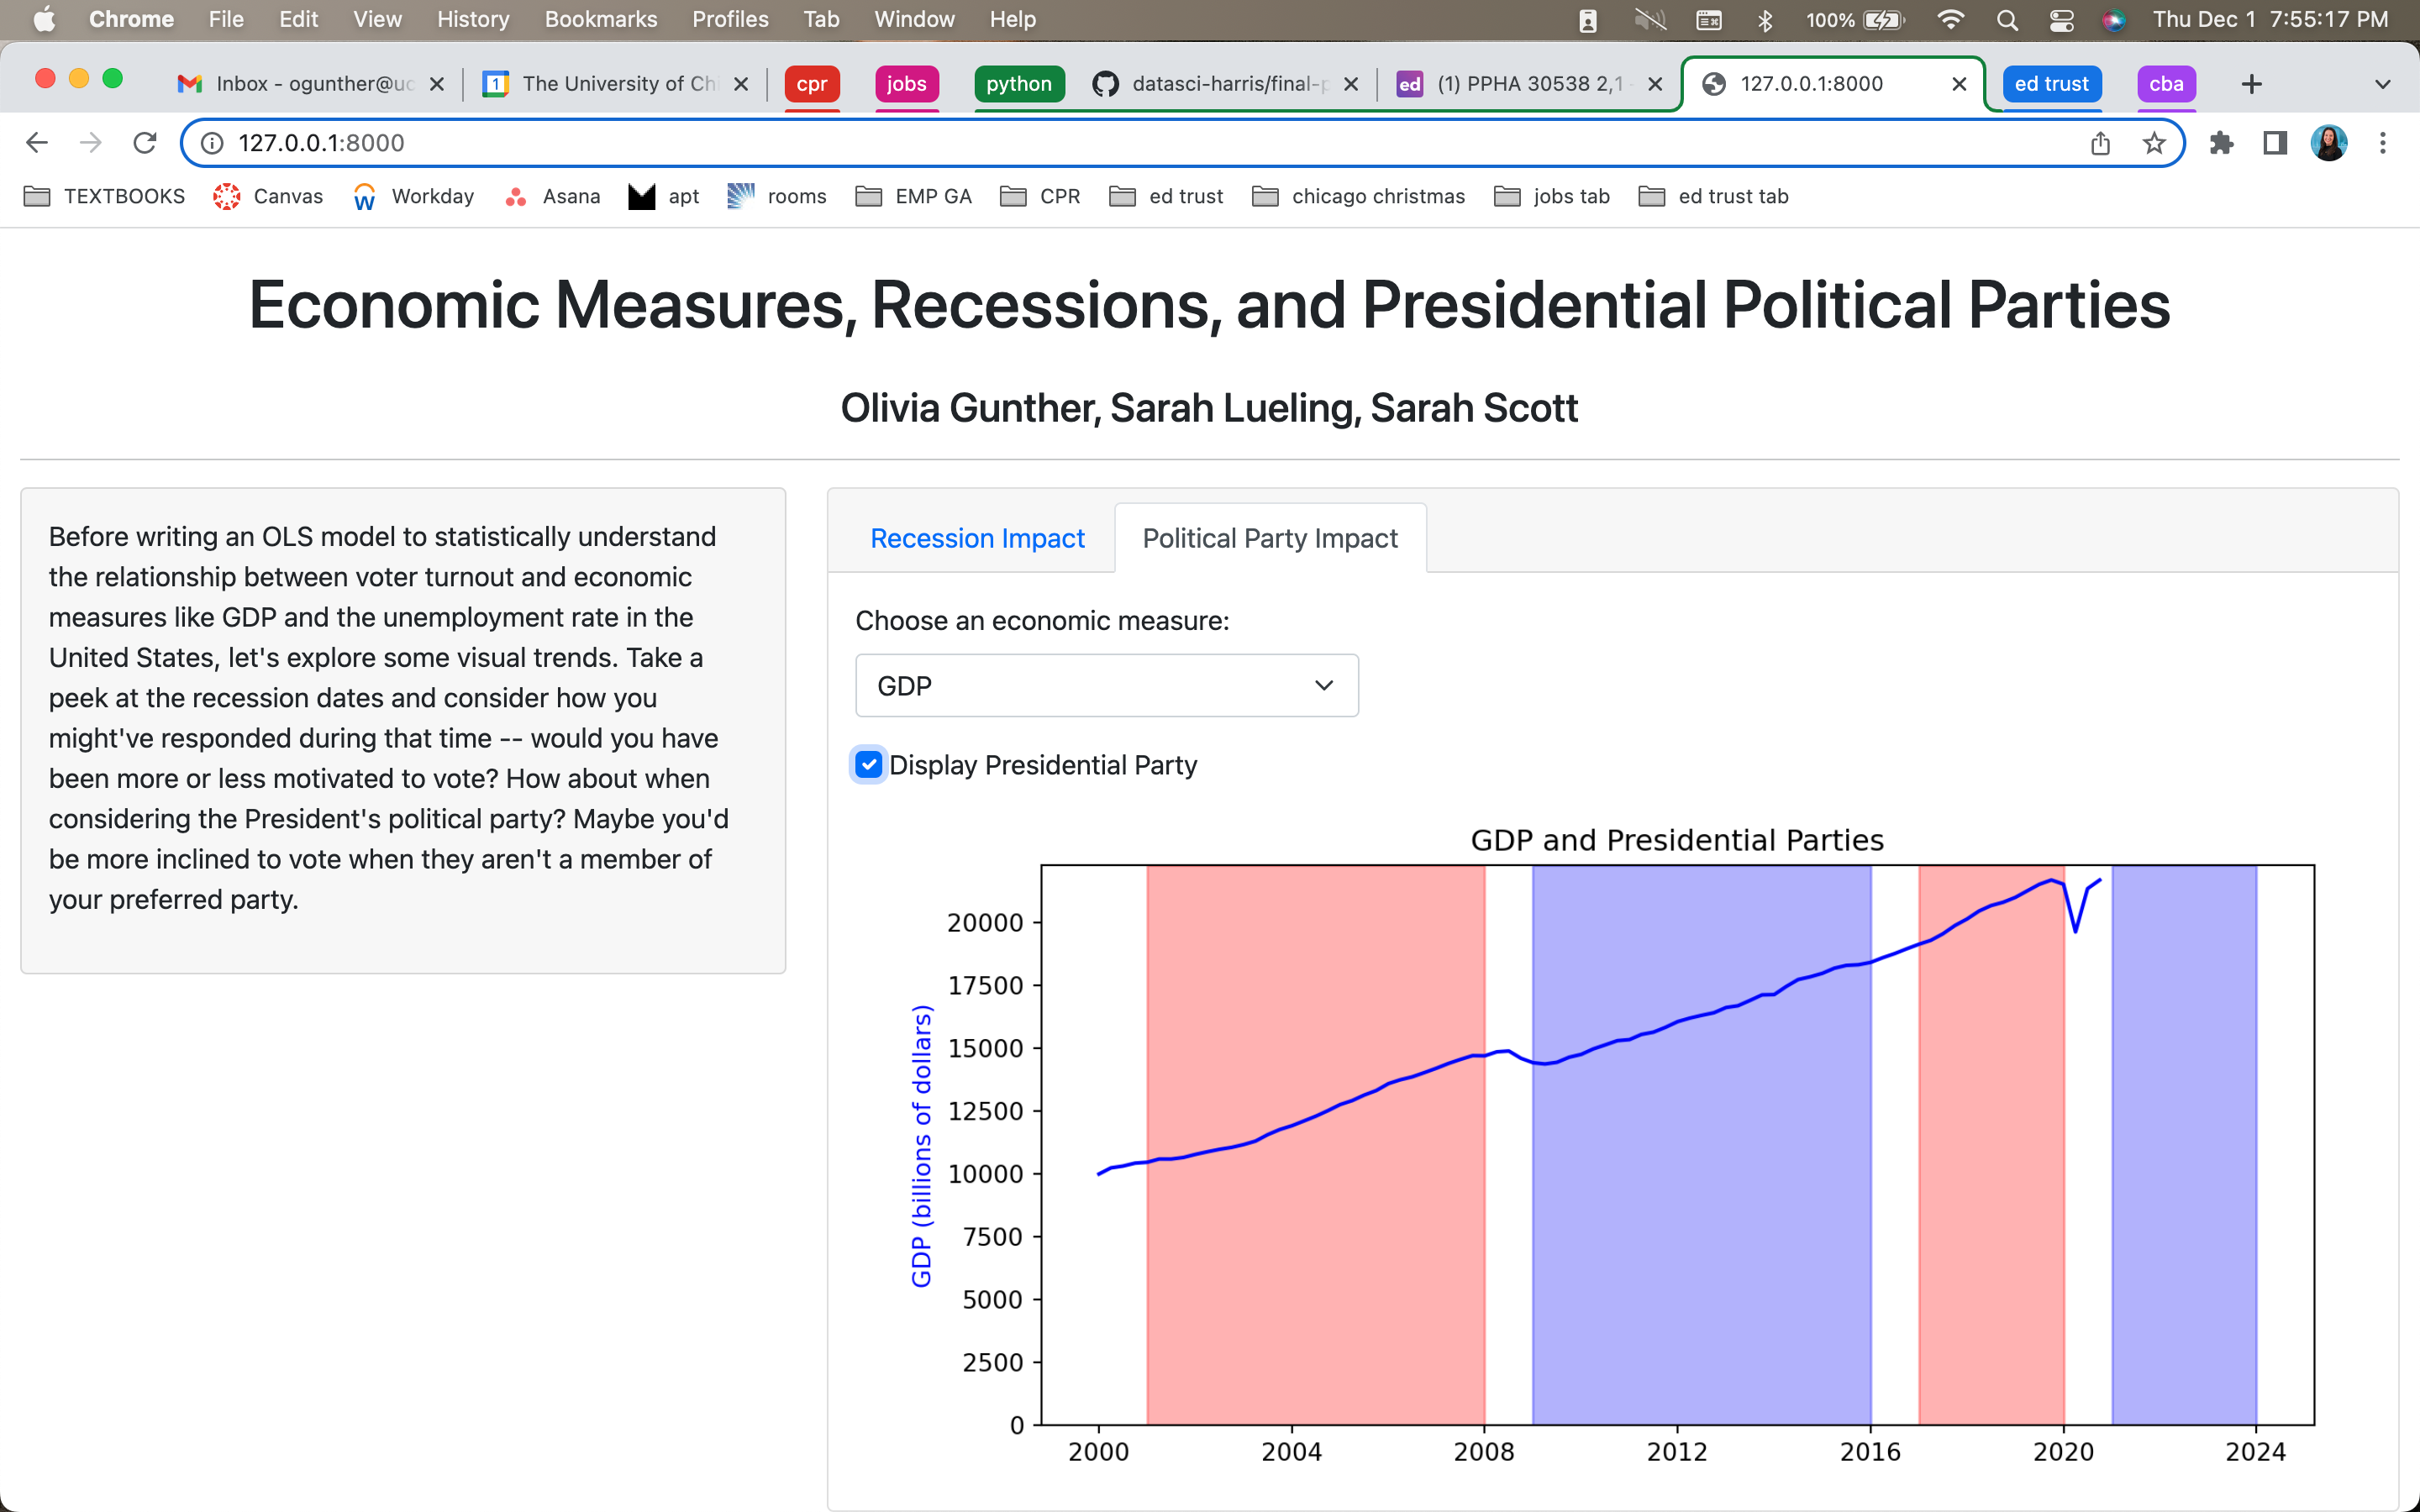 Chrome File Edit View History Bookmarks Profiles Tab Window Help 100% Thu Dec 1 7:55:17 PM
Inbox - ogunther@uc 1 The University of Chi cpr jobs python datasci-harris/final-p ed (1) PPHA 30538 2,1 - 127.0.0.1:8000 ed trust cba
127.0.0.1:8000
TEXTBOOKS Canvas Workday Asana apt rooms EMP GA CPR ed trust chicago christmas jobs tab ed trust tab
Economic Measures, Recessions, and Presidential Political Parties
Olivia Gunther, Sarah Lueling, Sarah Scott
Before writing an OLS model to statistically understand
the relationship between voter turnout and economic
measures like GDP and the unemployment rate in the
United States, let's explore some visual trends. Take a
peek at the recession dates and consider how you
might've responded during that time -- would you have
been more or less motivated to vote? How about when
considering the President's political party? Maybe you'd
be more inclined to vote when they aren't a member of
your preferred party.
Recession Impact Political Party Impact
Choose an economic measure:
GDP
Display Presidential Party
GDP and Presidential Parties
GDP (billions of dollars)
20000
17500
15000
12500
10000
7500
5000
2500
0
2000 2004 2008 2012 2016 2020 2024